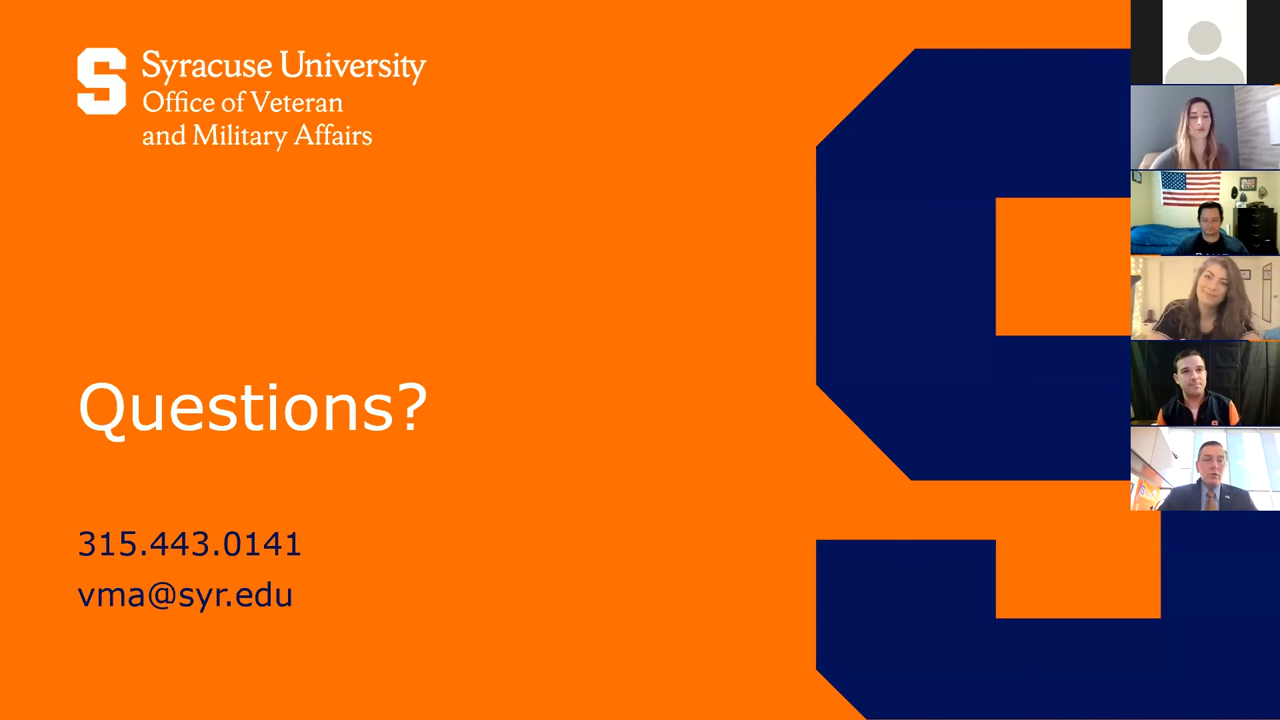 Syracuse University
Office of Veteran
and Military Affairs
Questions?
315.443.0141
vma@syr.edu